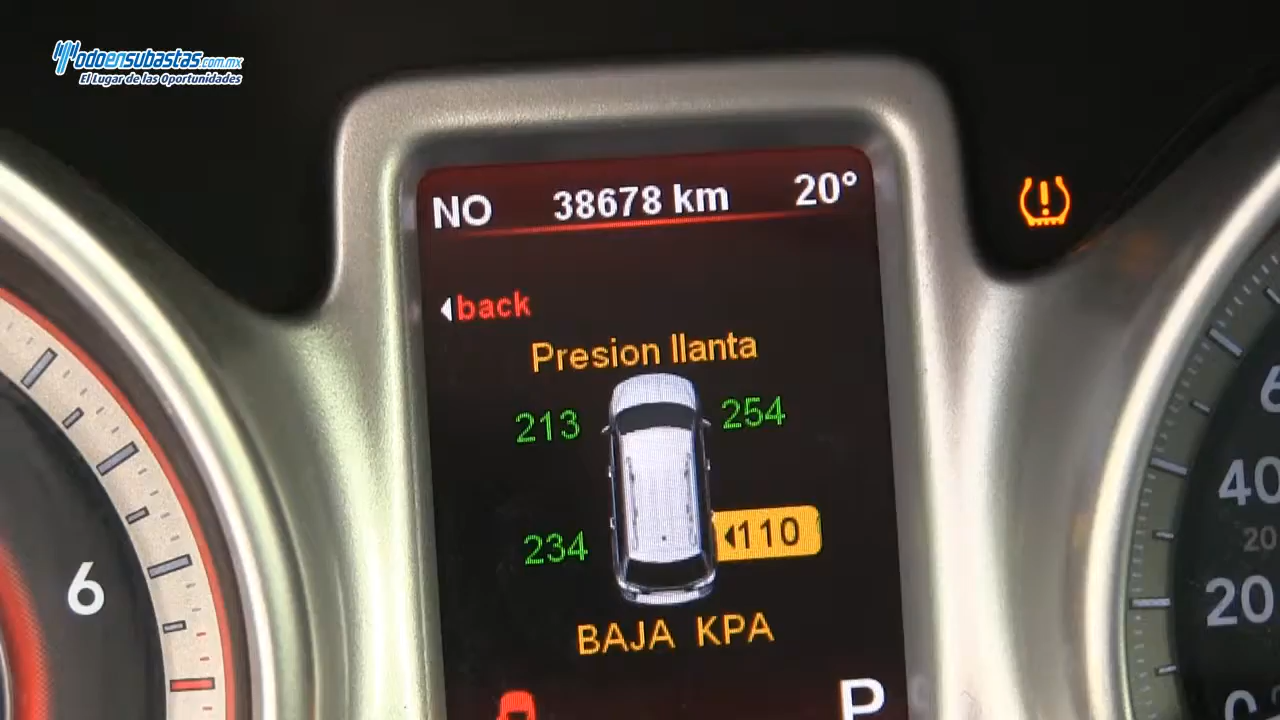 Todoensubastas.com.mx
El Lugar de las Oportunidades
NO 38678 km 20°
back
Presion llanta
213 254
234 110
BAJA KPA
P
6
40
20
20